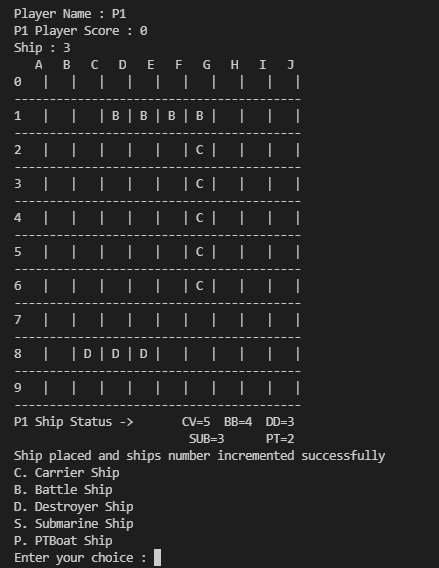 Player Name : P1
P1 Player Score : 0
Ship : 3
   A   B   C   D   E   F   G   H   I   J
0   |   |   |   |   |   |   |   |   |   |
-----------------------------------------
1   |   |   | B | B | B | B |   |   |   |
-----------------------------------------
2   |   |   |   |   |   | C |   |   |   |
-----------------------------------------
3   |   |   |   |   |   | C |   |   |   |
-----------------------------------------
4   |   |   |   |   |   | C |   |   |   |
-----------------------------------------
5   |   |   |   |   |   | C |   |   |   |
-----------------------------------------
6   |   |   |   |   |   | C |   |   |   |
-----------------------------------------
7   |   |   |   |   |   |   |   |   |   |
-----------------------------------------
8   |   | D | D | D |   |   |   |   |   |
-----------------------------------------
9   |   |   |   |   |   |   |   |   |   |
-----------------------------------------
P1 Ship Status ->       CV=5  BB=4  DD=3
                         SUB=3      PT=2
Ship placed and ships number incremented successfully
C. Carrier Ship
B. Battle Ship
D. Destroyer Ship
S. Submarine Ship
P. PTBoat Ship
Enter your choice :